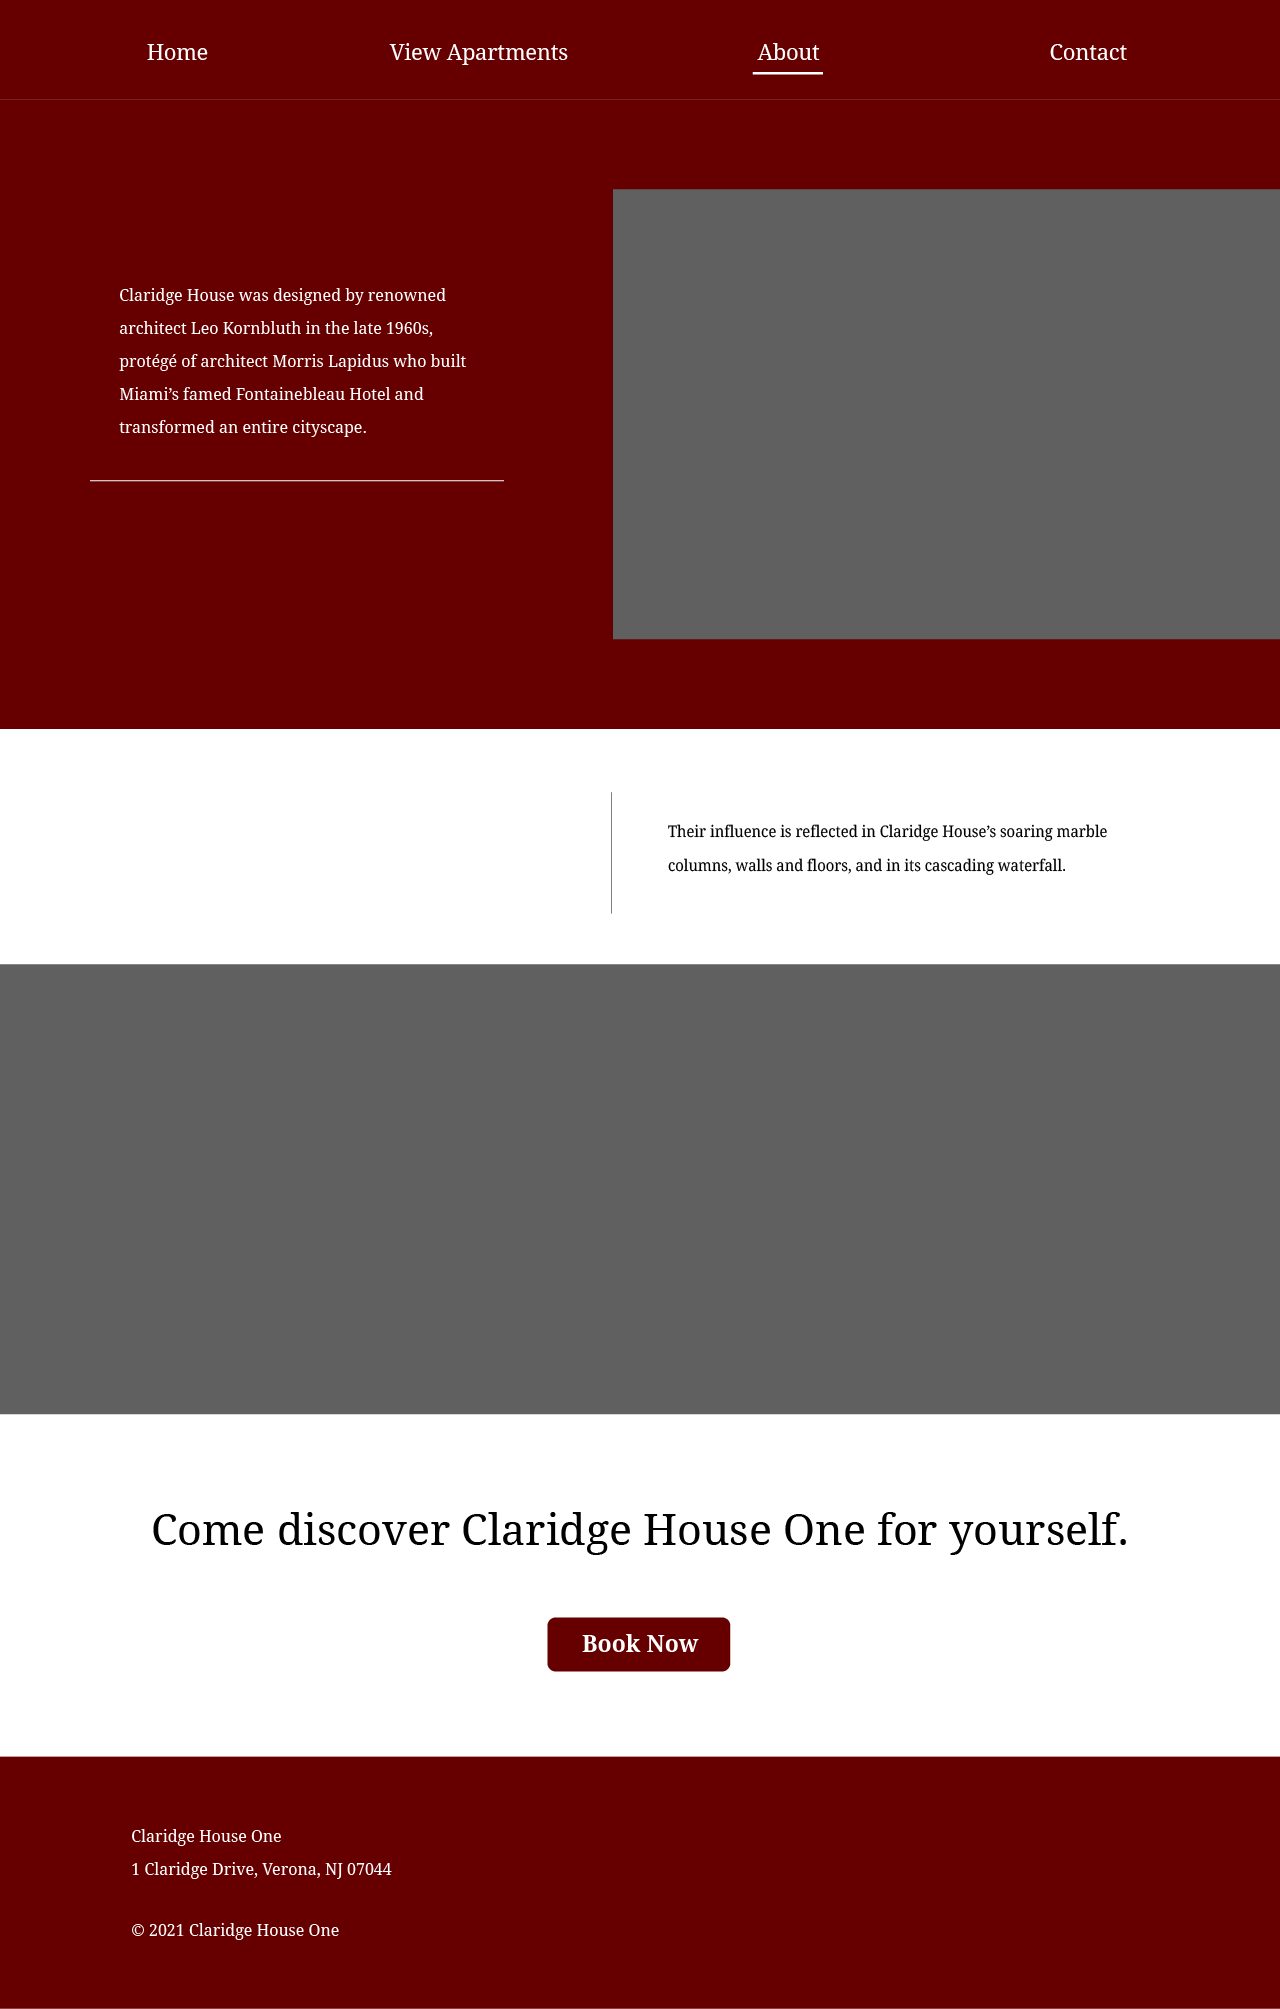 Home
View Apartments
About
Contact
Claridge House was designed by renowned
architect Leo Kornbluth in the late 1960s,
protégé of architect Morris Lapidus who built
Miami’s famed Fontainebleau Hotel and
transformed an entire cityscape.
Their influence is reflected in Claridge House’s soaring marble
columns, walls and floors, and in its cascading waterfall.
Come discover Claridge House One for yourself.
Book Now
Claridge House One
1 Claridge Drive, Verona, NJ 07044
© 2021 Claridge House One